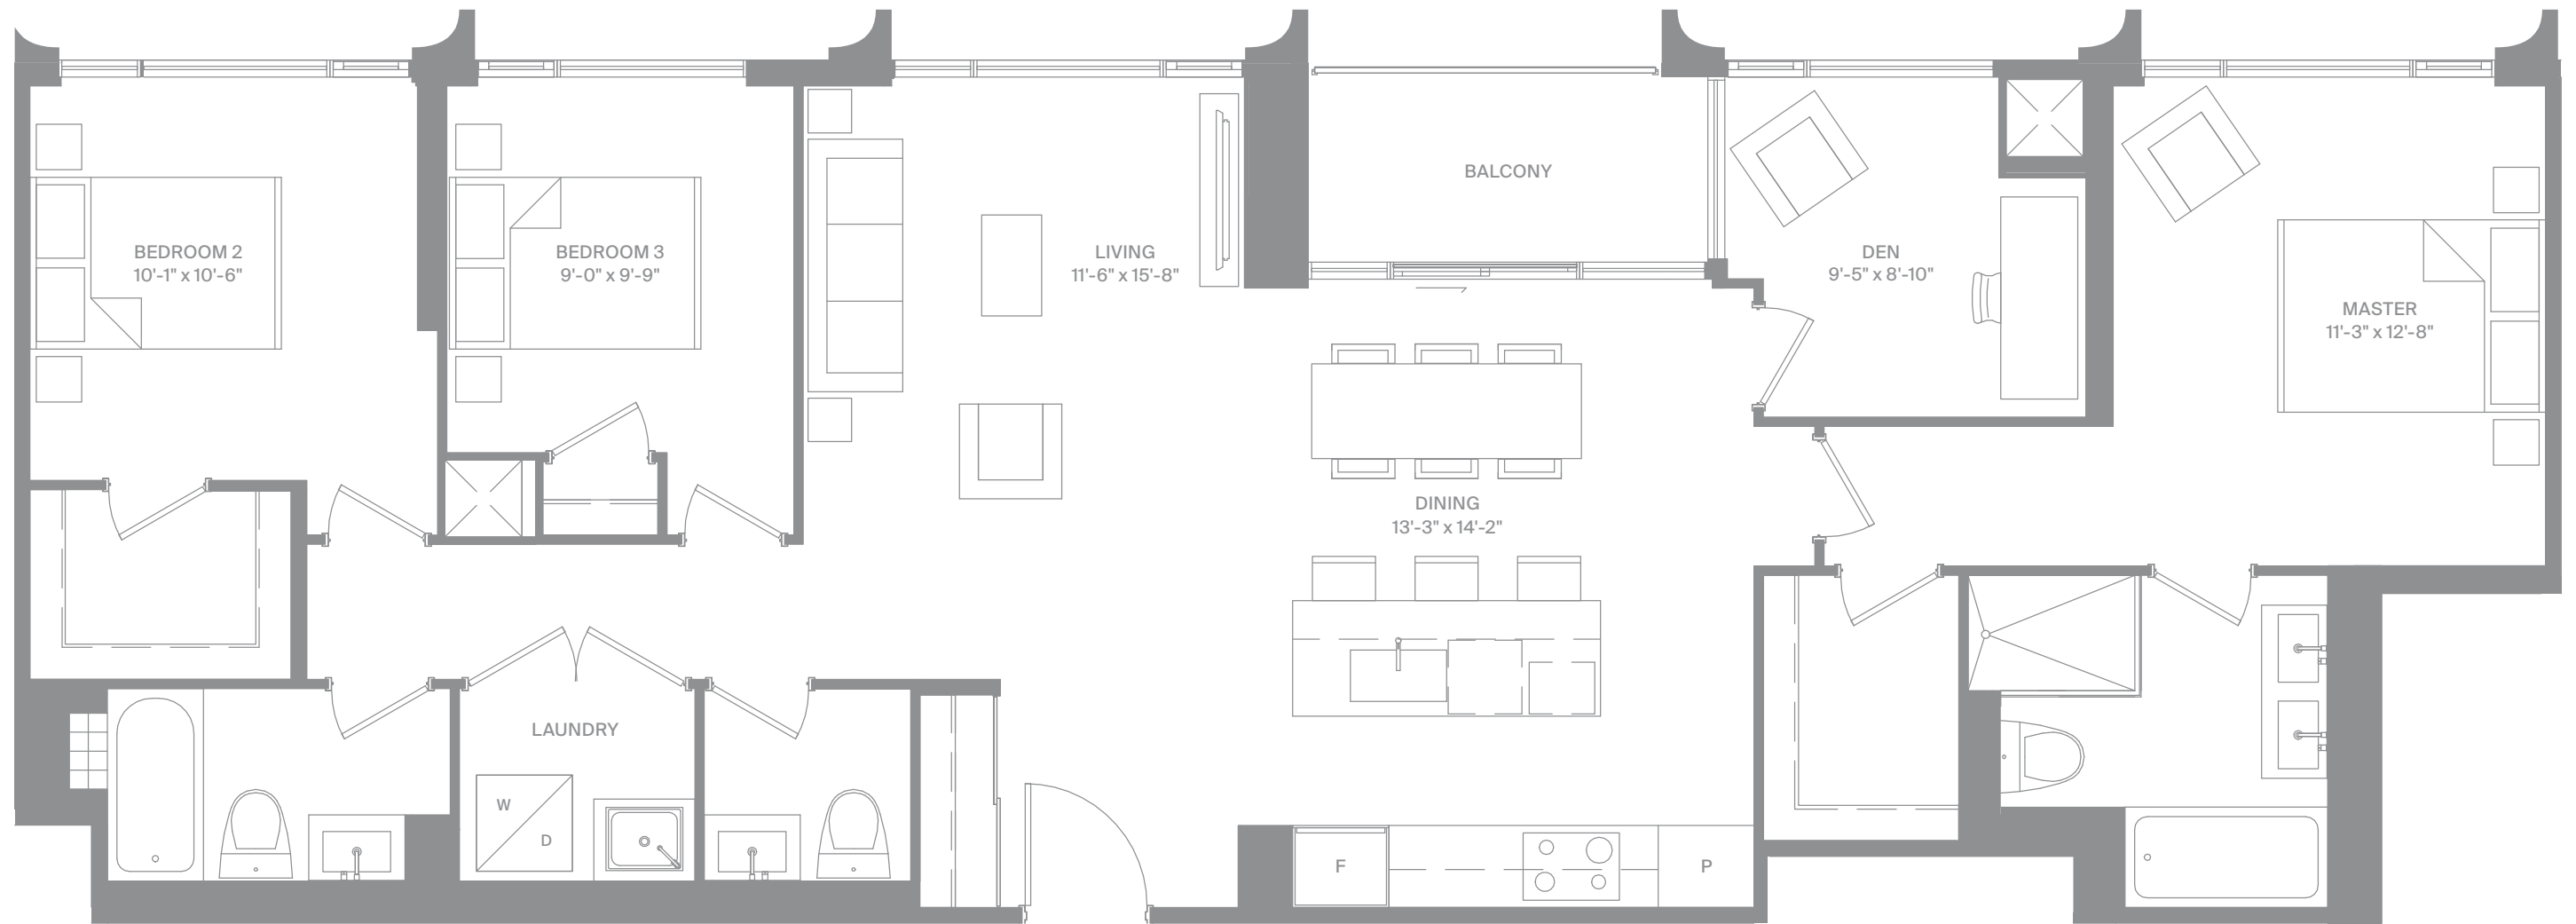 BALCONY
BEDROOM 2
10'-1" x 10'-6"
BEDROOM 3
9'-0" x 9'-9"
LIVING
11'-6" x 15'-8"
DEN
9'-5" x 8'-10"
MASTER
11'-3" x 12'-8"
DINING
13'-3" x 14'-2"
LAUNDRY
W
D
F
P